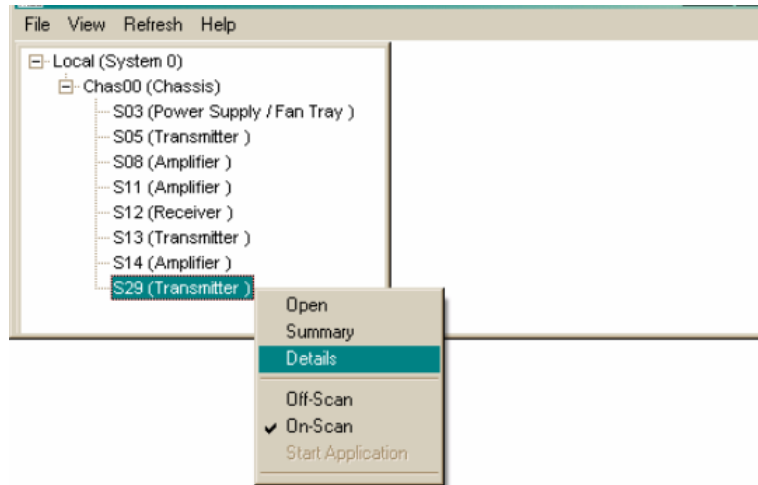 File View Refresh Help
Local (System 0)
Chas00 (Chassis)
S03 (Power Supply / Fan Tray )
S05 (Transmitter )
S08 (Amplifier )
S11 (Amplifier )
S12 (Receiver )
S13 (Transmitter )
S14 (Amplifier )
S29 (Transmitter )
Open
Summary
Details
Off-Scan
On-Scan
Start Application